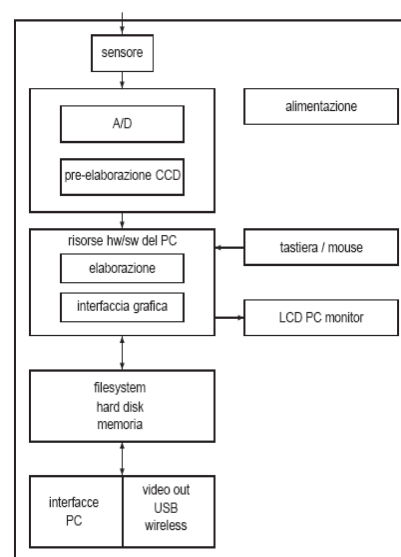 sensore
A/D
alimentazione
pre-elaborazione CCD
risorse hw/sw del PC
tastiera / mouse
elaborazione
interfaccia grafica
LCD PC monitor
filesystem
hard disk
memoria
interfacce
PC
video out
USB
wireless